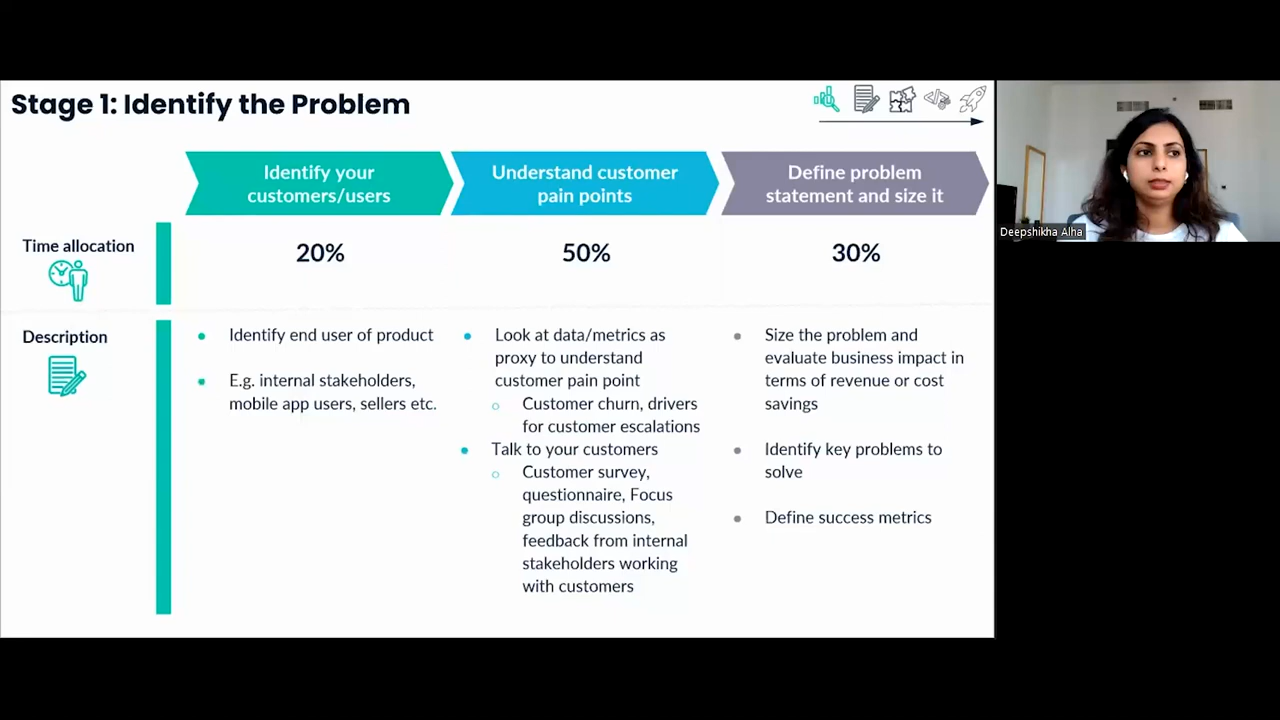 Stage 1: Identify the Problem
Identify your
customers/users
Understand customer
pain points
Define problem
statement and size it
Time allocation
20%
50%
30%
Description
Identify end user of product
E.g. internal stakeholders,
mobile app users, sellers etc.
Look at data/metrics as
proxy to understand
customer pain point
Customer churn, drivers
for customer escalations
Talk to your customers
Customer survey,
questionnaire, Focus
group discussions,
feedback from internal
stakeholders working
with customers
Size the problem and
evaluate business impact in
terms of revenue or cost
savings
Identify key problems to
solve
Define success metrics
Deepshikha Alha